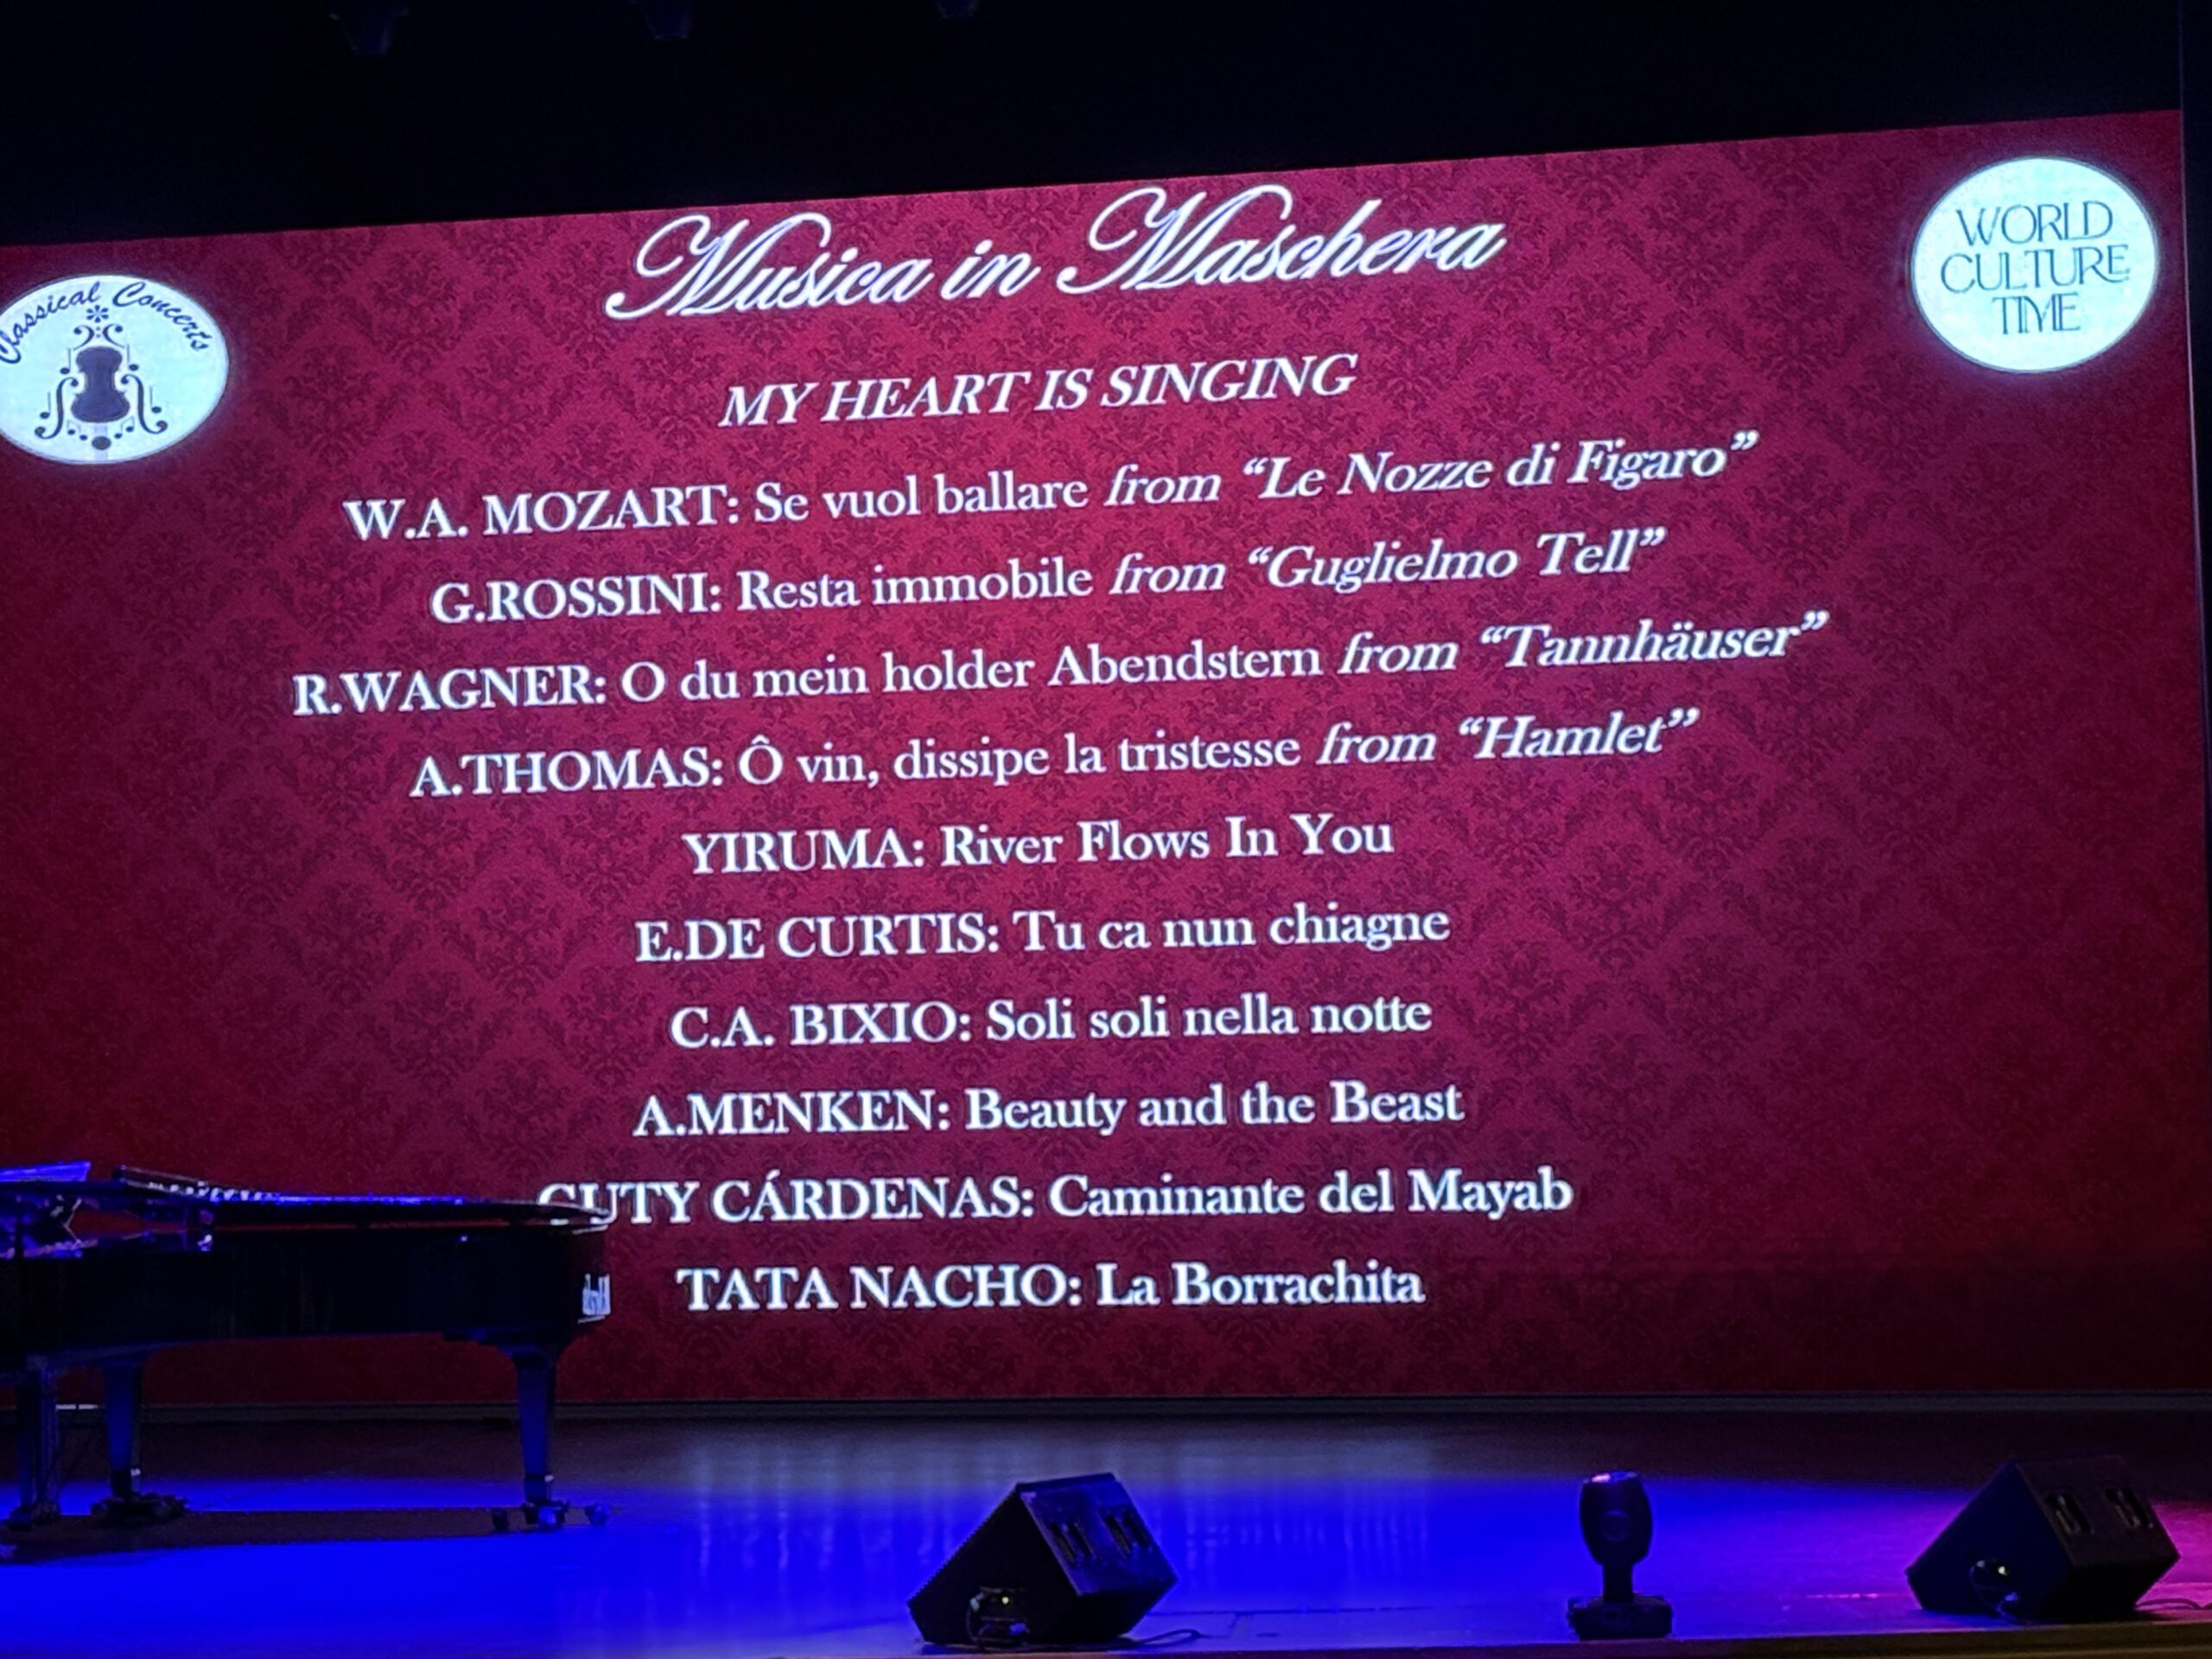 Musica in Maschera
Classical Concerts
WORLD
CULTURE
TIME
MY HEART IS SINGING
W.A. MOZART: Se vuol ballare from “Le Nozze di Figaro”
G.ROSSINI: Resta immobile from “Guglielmo Tell”
R.WAGNER: O du mein holder Abendstern from “Tannhäuser”
A.THOMAS: Ô vin, dissipe la tristesse from “Hamlet”
YIRUMA: River Flows In You
E.DE CURTIS: Tu ca nun chiagne
C.A. BIXIO: Soli soli nella notte
A.MENKEN: Beauty and the Beast
GUTY CÁRDENAS: Caminante del Mayab
TATA NACHO: La Borrachita